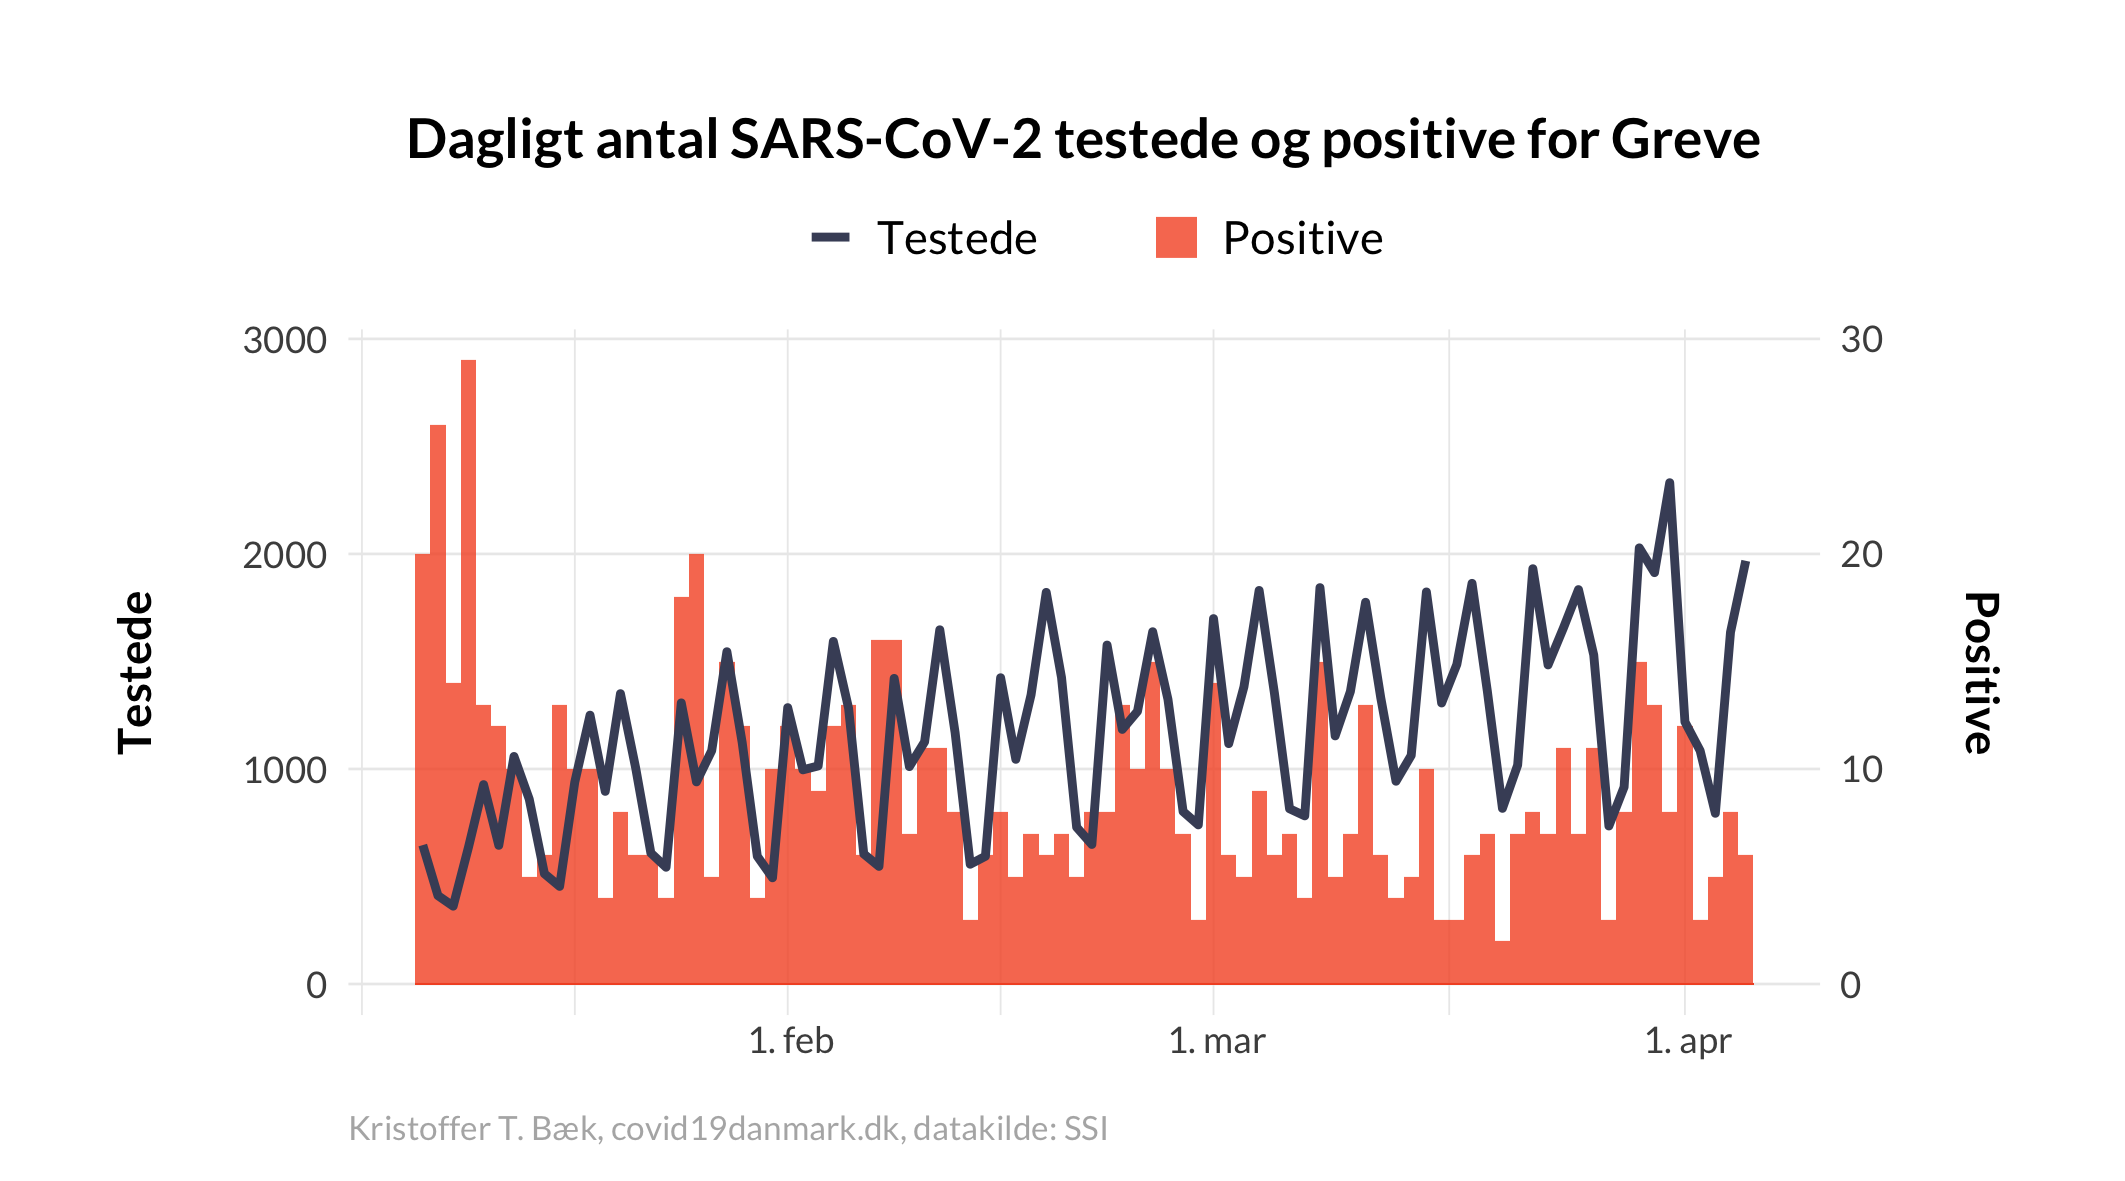 Dagligt antal SARS-CoV-2 testede og positive for Greve
Testede Positive
3000 30
2000 20
1000 10
0 0
Testede
Positive
1. feb 1. mar 1. apr
Kristoffer T. Bæk, covid19danmark.dk, datakilde: SSI